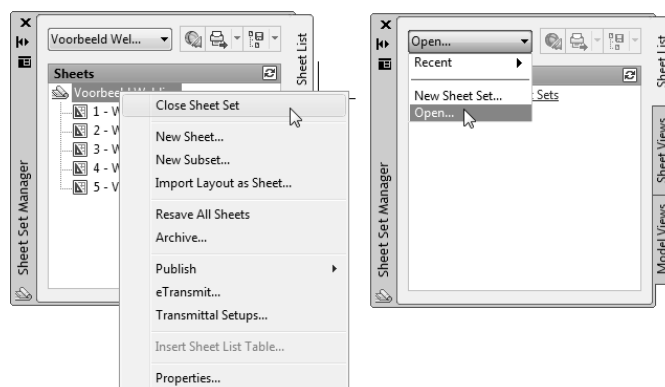 Voorbeeld Wel...
Sheets
1 - W
2 - W
3 - W
4 - W
5 - V
Close Sheet Set
New Sheet...
New Subset...
Import Layout as Sheet...
Resave All Sheets
Archive...
Publish
eTransmit...
Transmittal Setups...
Insert Sheet List Table...
Properties...
Sheet List
Sheet Set Manager
Open...
Recent
New Sheet Set...
Open...
Sets
Sheet List
Sheet Views
Model Views
Sheet Set Manager